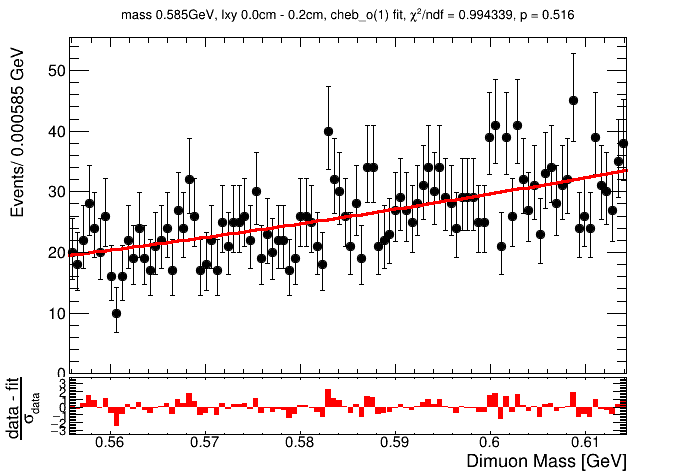 mass 0.585GeV, lxy 0.0cm - 0.2cm, cheb_o(1) fit, χ²/ndf = 0.994339, p = 0.516
Events/ 0.000585 GeV
50
40
30
20
10
0
data - fit
σdata
3
2
1
0
−1
−2
−3
0.56 0.57 0.58 0.59 0.6 0.61
Dimuon Mass [GeV]